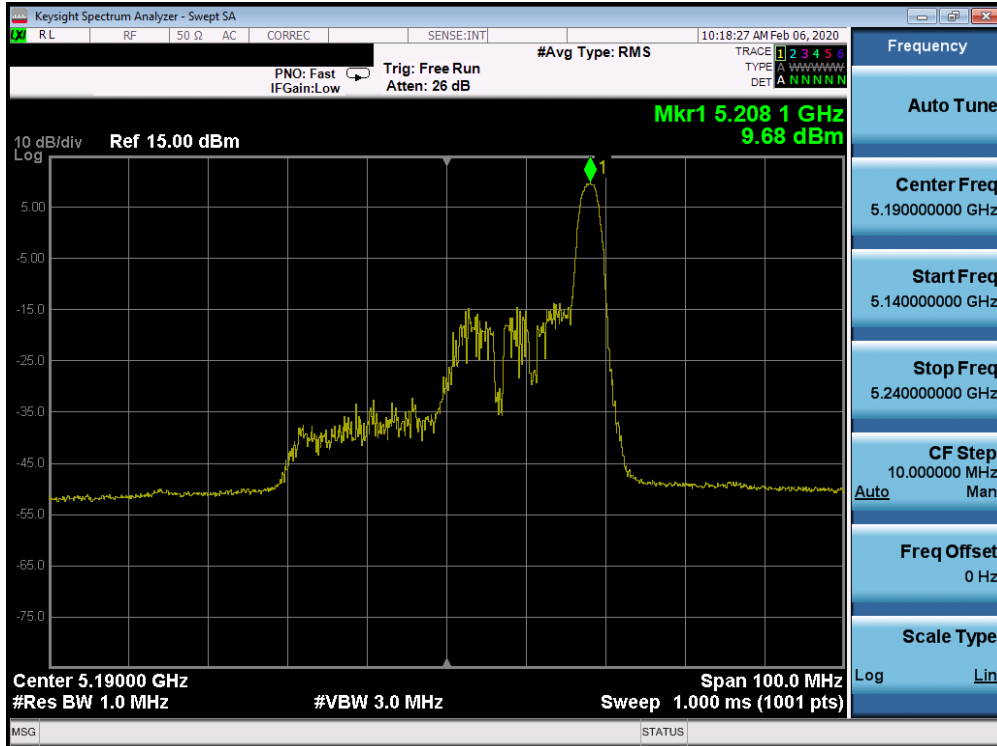 Keysight Spectrum Analyzer - Swept SA
LXI RL RF 50 Ω AC CORREC SENSE:INT 10:18:27 AM Feb 06, 2020
#Avg Type: RMS
TRACE 1 2 3 4 5 6
TYPE A WWWWW
DET A N N N N N
PNO: Fast Trig: Free Run
IFGain:Low Atten: 26 dB
Mkr1 5.208 1 GHz
9.68 dBm
10 dB/div Ref 15.00 dBm
Log
1
5.00
-5.00
-15.0
-25.0
-35.0
-45.0
-55.0
-65.0
-75.0
Center 5.19000 GHz Span 100.0 MHz
#Res BW 1.0 MHz #VBW 3.0 MHz Sweep 1.000 ms (1001 pts)
MSG STATUS
Frequency
Auto Tune
Center Freq
5.190000000 GHz
Start Freq
5.140000000 GHz
Stop Freq
5.240000000 GHz
CF Step
10.000000 MHz
Auto Man
Freq Offset
0 Hz
Scale Type
Log Lin